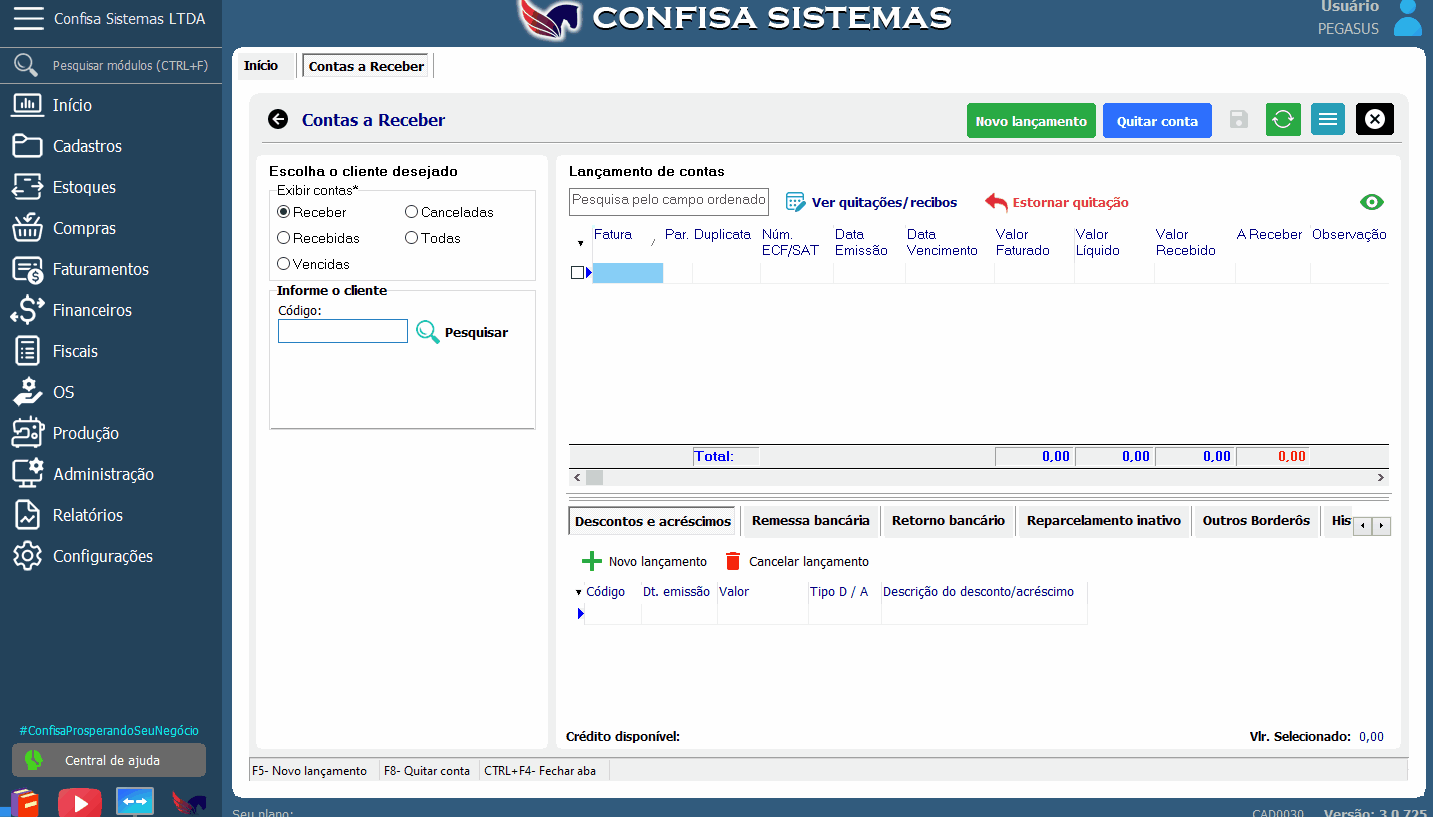 Confisa Sistemas LTDA
CONFISA SISTEMAS
Usuário
PEGASUS
Pesquisar módulos (CTRL+F)
Início
Cadastros
Estoques
Compras
Faturamentos
Financeiros
Fiscais
OS
Produção
Administração
Relatórios
Configurações
#ConfisaProsperandoSeuNegócio
Central de ajuda
Início
Contas a Receber
Contas a Receber
Novo lançamento
Quitar conta
Escolha o cliente desejado
Exibir contas*
Receber
Canceladas
Recebidas
Todas
Vencidas
Informe o cliente
Código:
Pesquisar
Lançamento de contas
Pesquisa pelo campo ordenado
Ver quitações/recibos
Estornar quitação
Fatura / Par. Duplicata Núm. ECF/SAT Data Emissão Data Vencimento Valor Faturado Valor Líquido Valor Recebido A Receber Observação
Total: 0,00 0,00 0,00 0,00
Descontos e acréscimos
Remessa bancária
Retorno bancário
Reparcelamento inativo
Outros Borderôs
His
Novo lançamento
Cancelar lançamento
Código Dt. emissão Valor Tipo D / A Descrição do desconto/acréscimo
Crédito disponível:
Vlr. Selecionado: 0,00
F5- Novo lançamento
F8- Quitar conta
CTRL+F4- Fechar aba
Seu plano:
CAD0030
Versão: 3.0.725